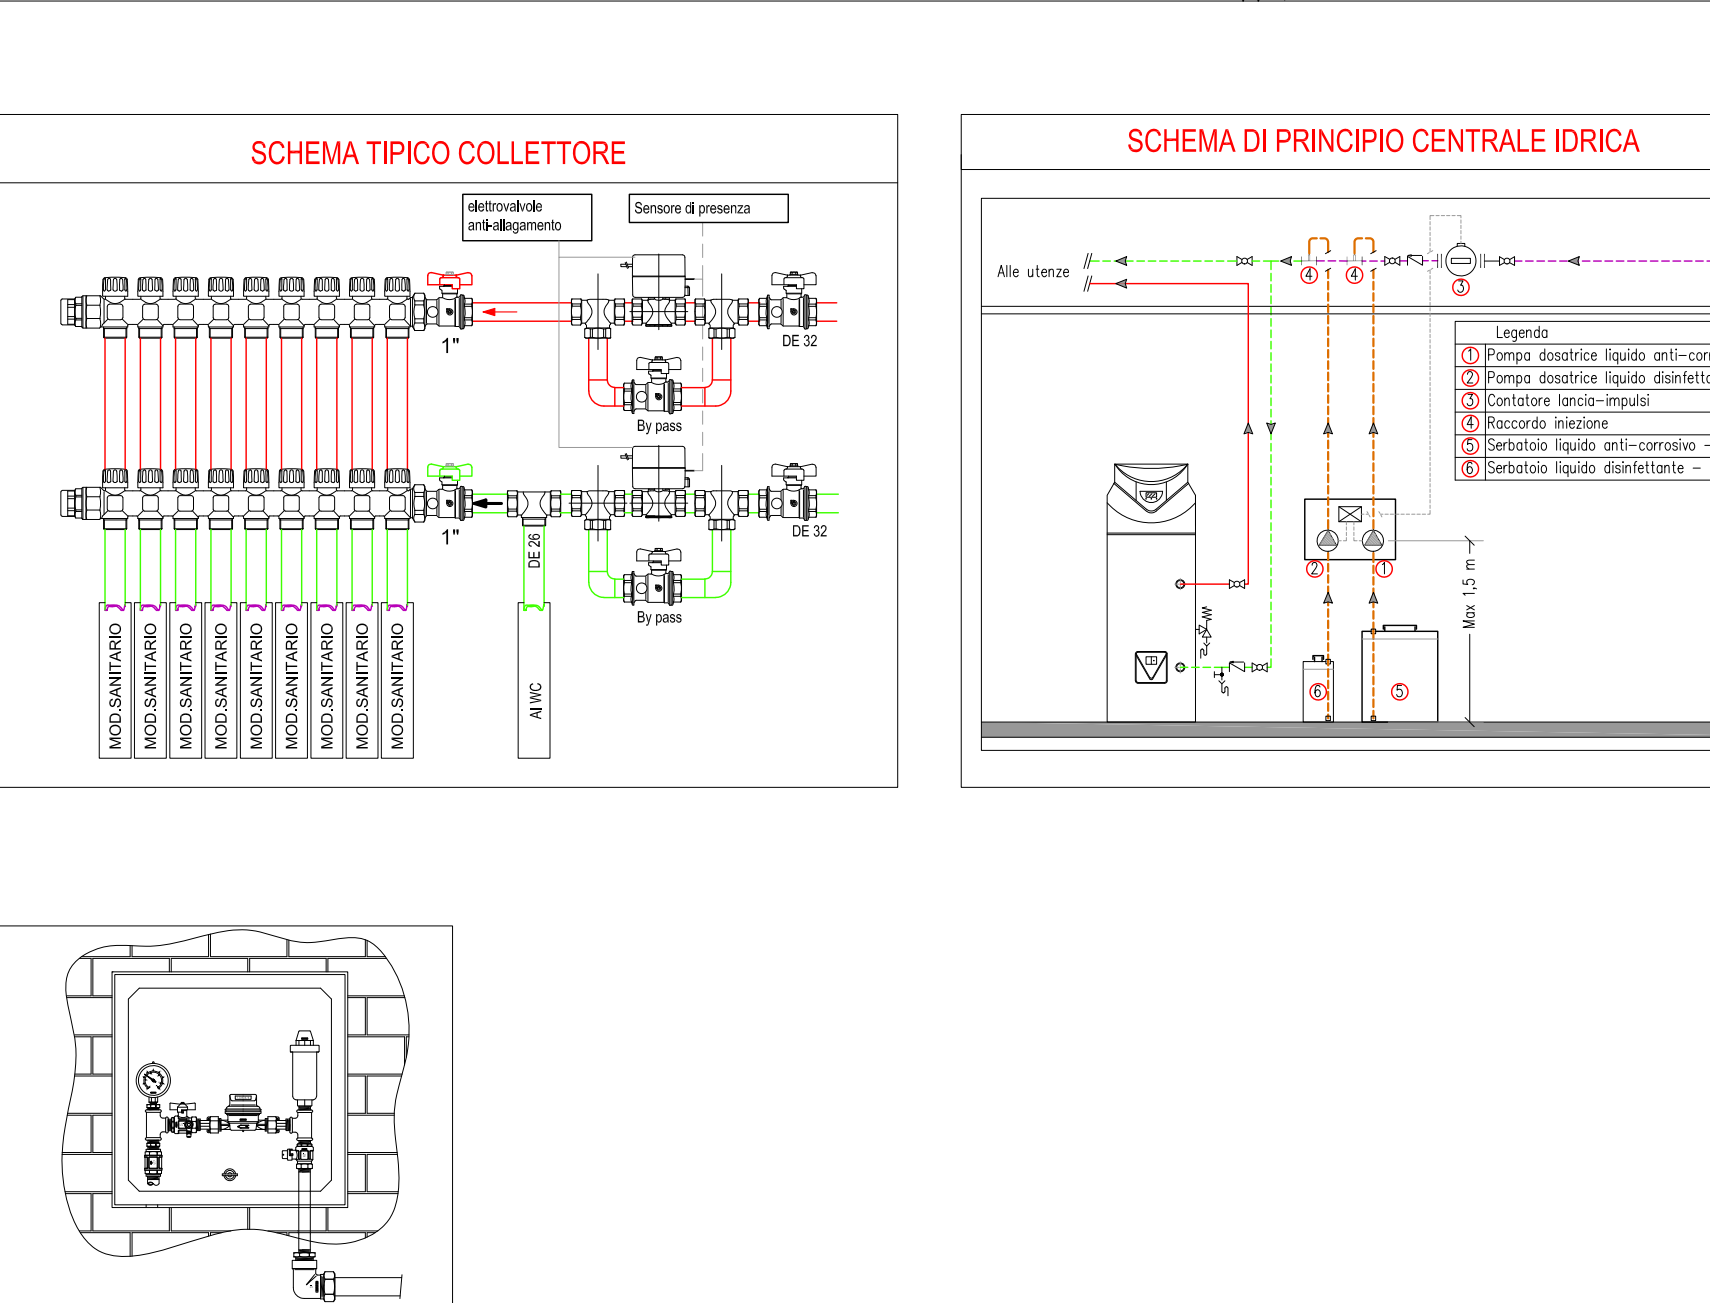 SCHEMA TIPICO COLLETTORE
elettrovalvole
anti-allagamento
Sensore di presenza
1"
DE 32
By pass
1"
DE 26
DE 32
By pass
MOD.SANITARIO
MOD.SANITARIO
MOD.SANITARIO
MOD.SANITARIO
MOD.SANITARIO
MOD.SANITARIO
MOD.SANITARIO
MOD.SANITARIO
MOD.SANITARIO
AI WC
SCHEMA DI PRINCIPIO CENTRALE IDRICA
Alle utenze
4
4
3
Legenda
1 Pompa dosatrice liquido anti-corr
2 Pompa dosatrice liquido disinfetta
3 Contatore lancia-impulsi
4 Raccordo iniezione
5 Serbatoio liquido anti-corrosivo -
6 Serbatoio liquido disinfettante -
2
1
Max 1,5 m
6
5